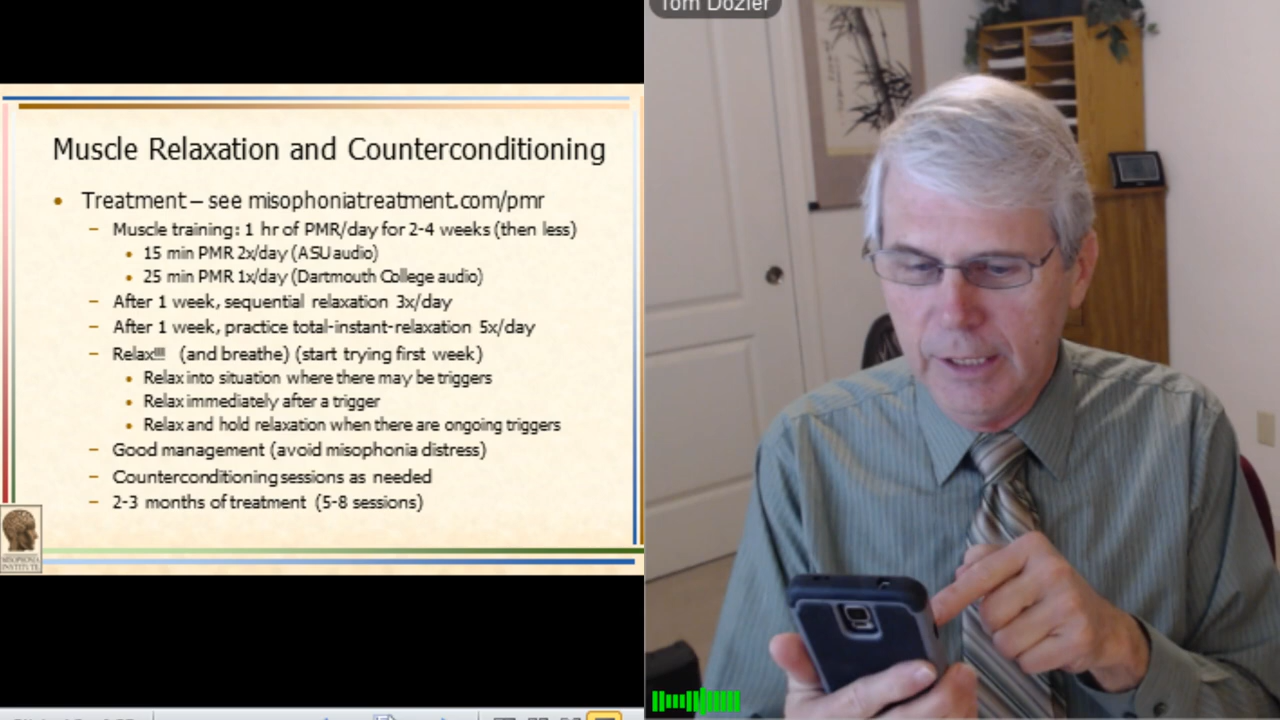 Tom Dozier
Muscle Relaxation and Counterconditioning
• Treatment – see misophoniatreatment.com/pmr
– Muscle training: 1 hr of PMR/day for 2-4 weeks (then less)
• 15 min PMR 2x/day (ASU audio)
• 25 min PMR 1x/day (Dartmouth College audio)
– After 1 week, sequential relaxation 3x/day
– After 1 week, practice total-instant-relaxation 5x/day
– Relax!!! (and breathe) (start trying first week)
• Relax into situation where there may be triggers
• Relax immediately after a trigger
• Relax and hold relaxation when there are ongoing triggers
– Good management (avoid misophonia distress)
– Counterconditioning sessions as needed
– 2-3 months of treatment (5-8 sessions)
MISOPHONIA
INSTITUTE